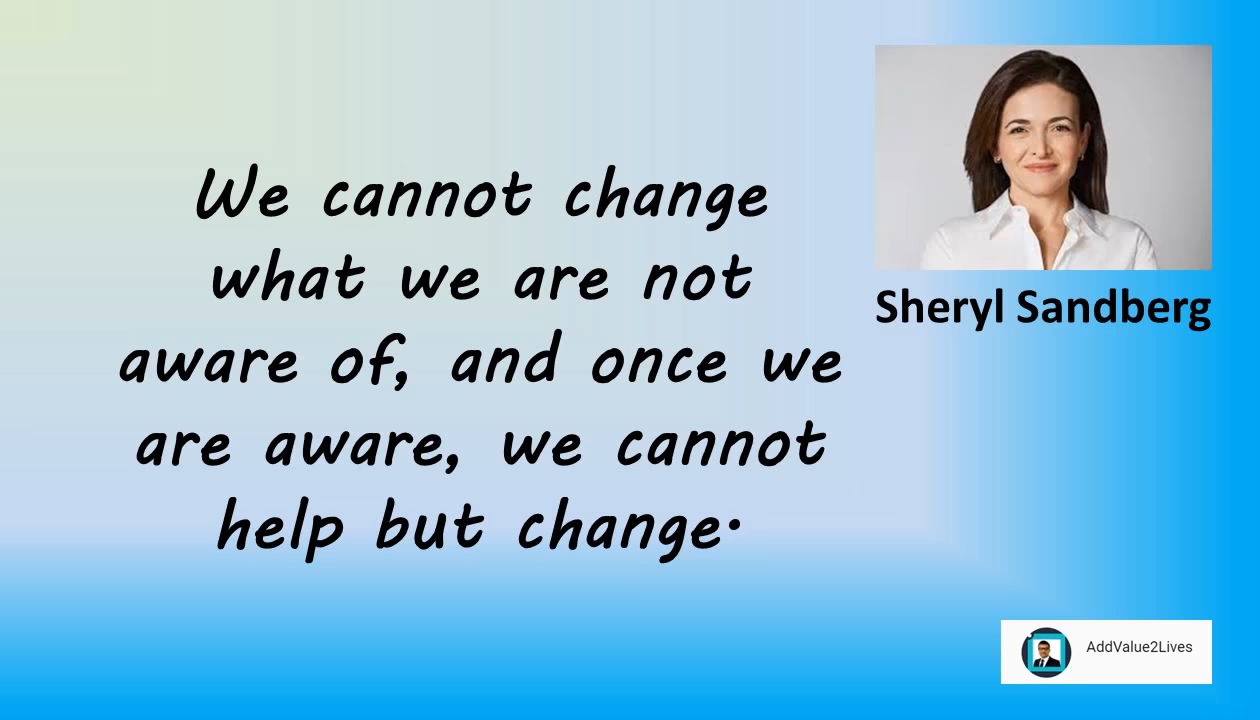 We cannot change
what we are not
aware of, and once we
are aware, we cannot
help but change.
Sheryl Sandberg
AddValue2Lives